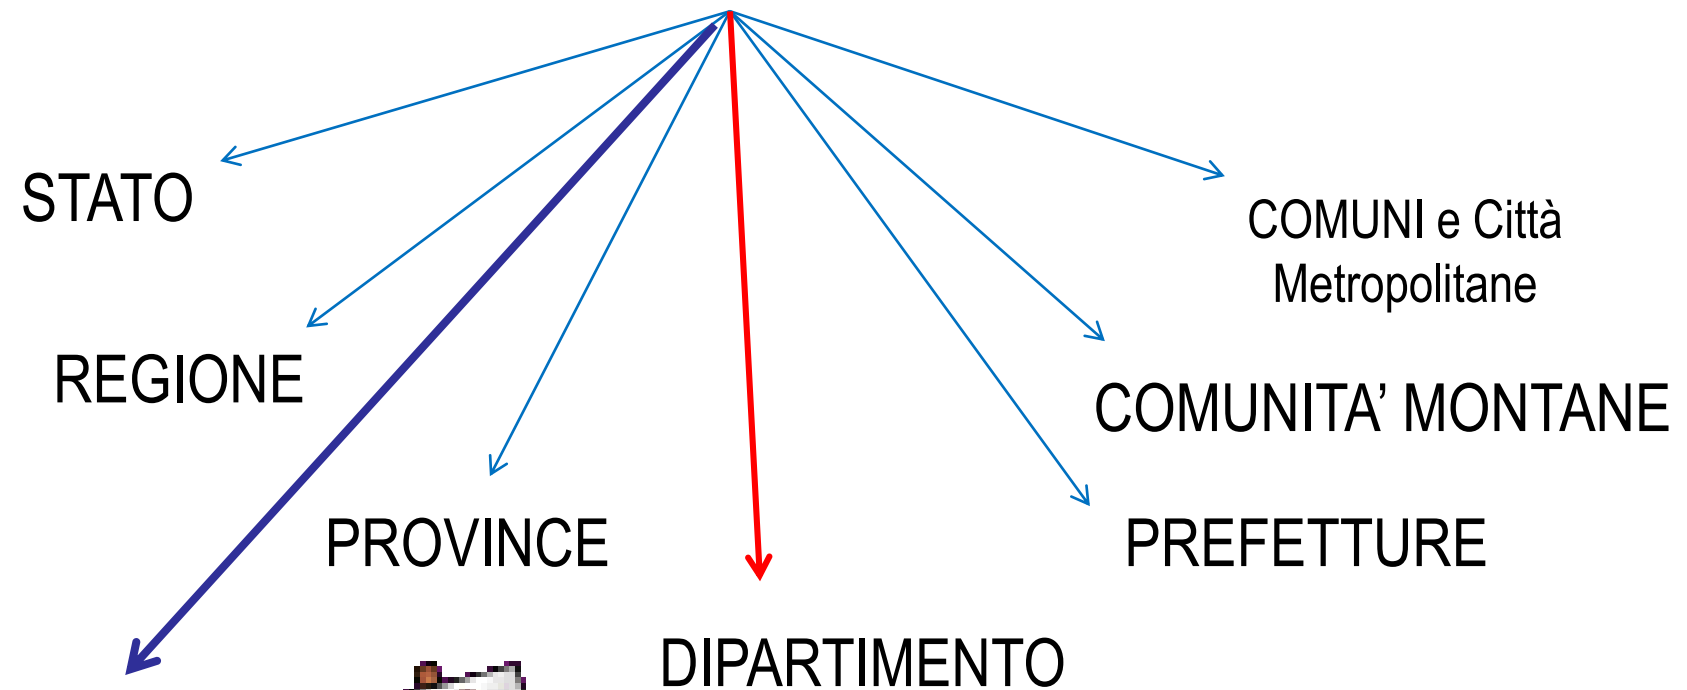 STATO
COMUNI e Città
Metropolitane
REGIONE
COMUNITA’ MONTANE
PROVINCE
PREFETTURE
DIPARTIMENTO